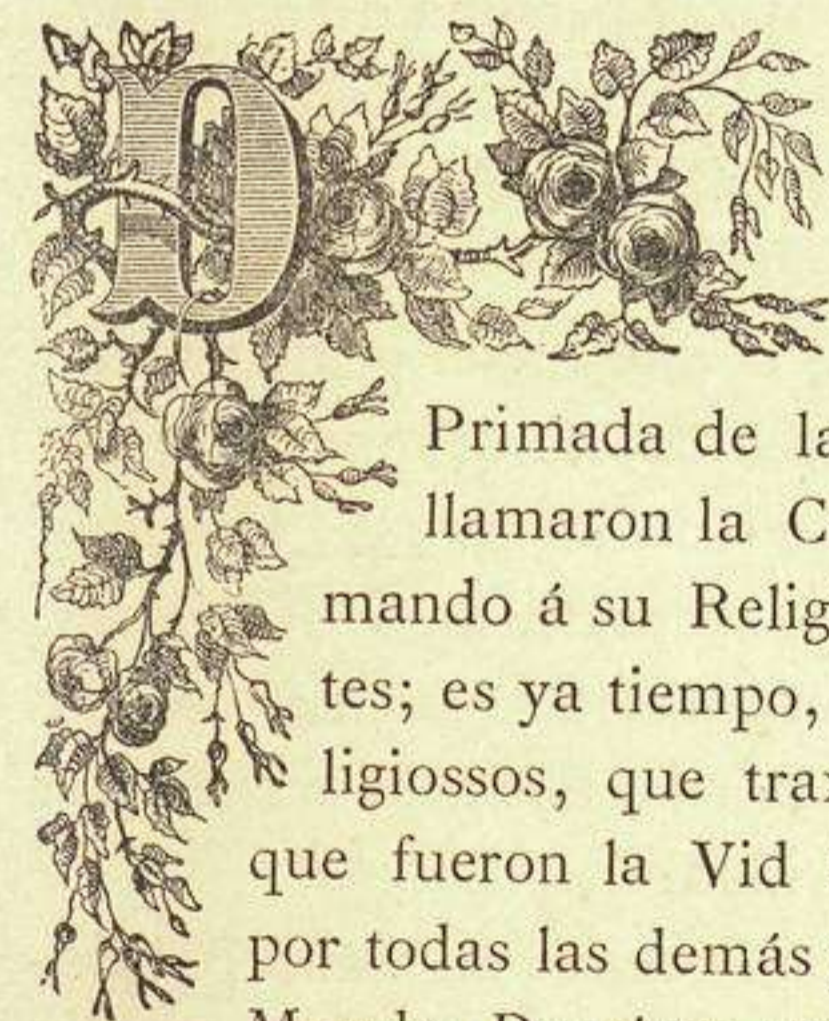 D
Primada de la
llamaron la C
mando á su Relig
tes; es ya tiempo,
ligiossos, que tra
que fueron la Vid
por todas las demás